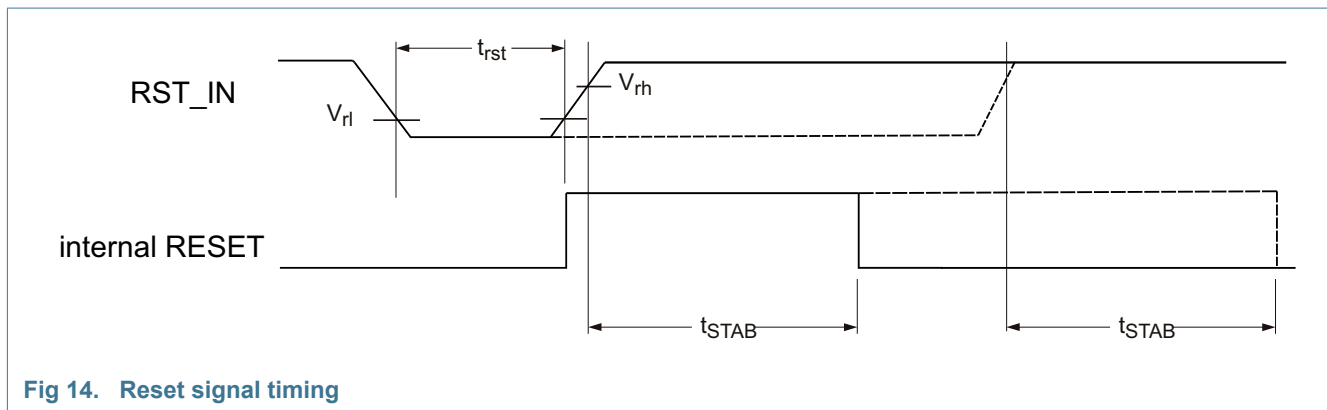 t_rst
RST_IN
V_rl
V_rh
internal RESET
t_STAB
t_STAB
Fig 14. Reset signal timing